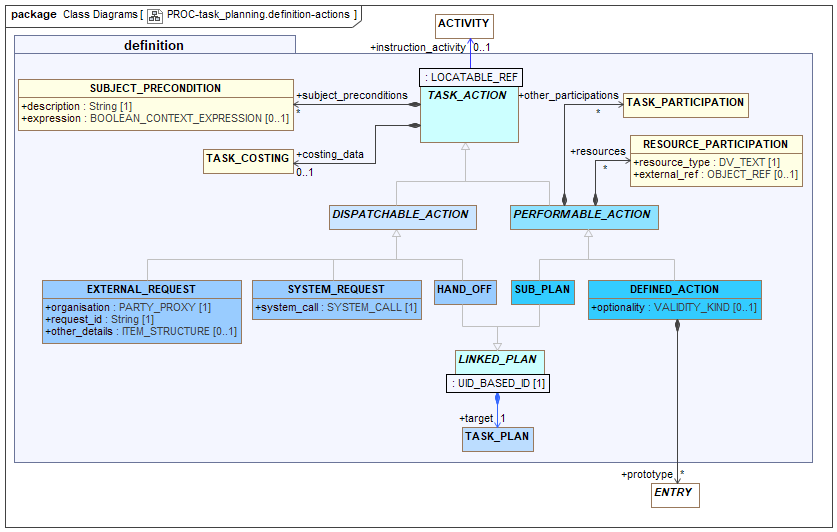 package Class Diagrams [ PROC-task_planning.definition-actions ]
ACTIVITY
+instruction_activity 0..1
definition
: LOCATABLE_REF
TASK_ACTION
SUBJECT_PRECONDITION
+description : String [1]
+expression : BOOLEAN_CONTEXT_EXPRESSION [0..1]
+subject_preconditions
*
+other_participations
*
TASK_PARTICIPATION
TASK_COSTING
+costing_data
0..1
+resources
*
RESOURCE_PARTICIPATION
+resource_type : DV_TEXT [1]
+external_ref : OBJECT_REF [0..1]
DISPATCHABLE_ACTION
PERFORMABLE_ACTION
EXTERNAL_REQUEST
+organisation : PARTY_PROXY [1]
+request_id : String [1]
+other_details : ITEM_STRUCTURE [0..1]
SYSTEM_REQUEST
+system_call : SYSTEM_CALL [1]
HAND_OFF
SUB_PLAN
DEFINED_ACTION
+optionality : VALIDITY_KIND [0..1]
LINKED_PLAN
: UID_BASED_ID [1]
+target 1
TASK_PLAN
+prototype *
ENTRY